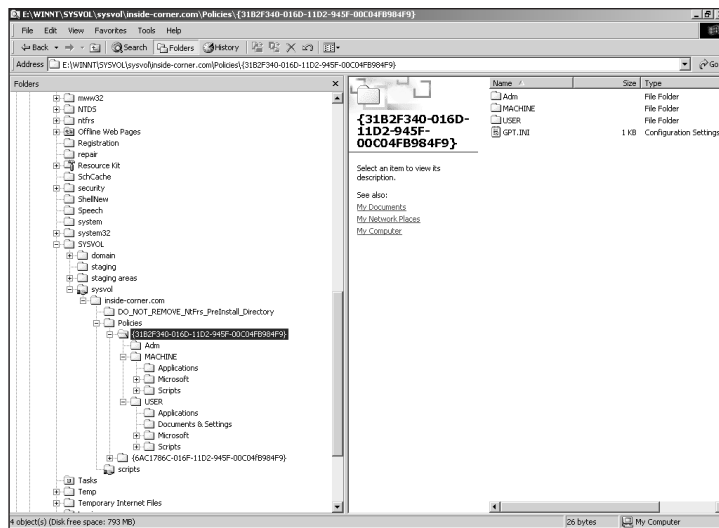 E:\WINNT\SYSVOL\sysvol\inside-corner.com\Policies\{31B2F340-016D-11D2-945F-00C04FB984F9}
File Edit View Favorites Tools Help
Back Search Folders History
Address E:\WINNT\SYSVOL\sysvol\inside-corner.com\Policies\{31B2F340-016D-11D2-945F-00C04FB984F9} Go
Folders
mww32
NTDS
ntfrs
Offline Web Pages
Registration
repair
Resource Kit
SchCache
security
ShellNew
Speech
system
system32
SYSVOL
domain
staging
staging areas
sysvol
inside-corner.com
DO_NOT_REMOVE_NtFrs_PreInstall_Directory
Policies
{31B2F340-016D-11D2-945F-00C04FB984F9}
Adm
MACHINE
Applications
Microsoft
Scripts
USER
Applications
Documents & Settings
Microsoft
Scripts
{6AC1786C-016F-11D2-945F-00C04fB984F9}
scripts
Tasks
Temp
Temporary Internet Files
{31B2F340-016D-
11D2-945F-
00C04FB984F9}
Select an item to view its
description.
See also:
My Documents
My Network Places
My Computer
Name Size Type
Adm File Folder
MACHINE File Folder
USER File Folder
GPT.INI 1 KB Configuration Settings
4 object(s) (Disk free space: 793 MB) 26 bytes My Computer